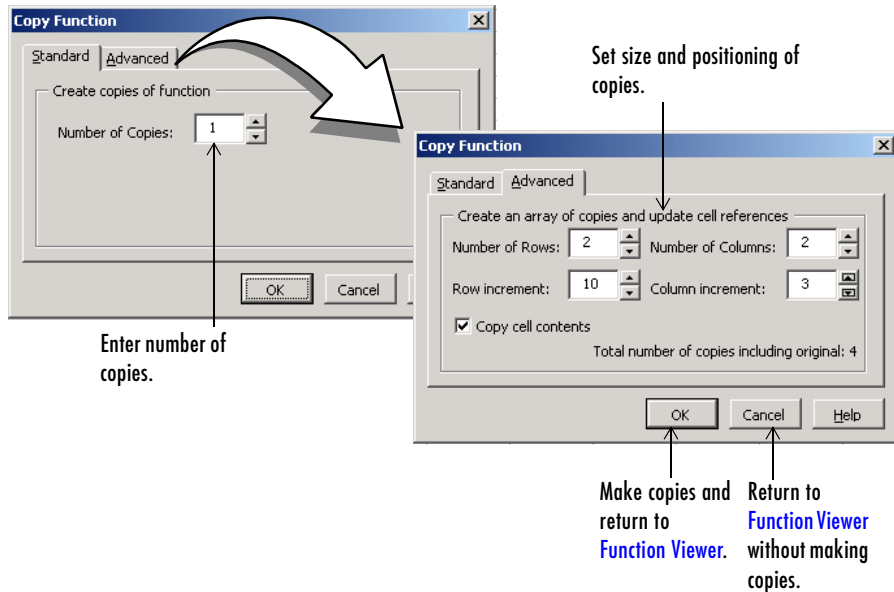 Copy Function
Standard Advanced
Create copies of function
Number of Copies: 1
OK Cancel
Enter number of
copies.
Set size and positioning of
copies.
Copy Function
Standard Advanced
Create an array of copies and update cell references
Number of Rows: 2 Number of Columns: 2
Row increment: 10 Column increment: 3
Copy cell contents
Total number of copies including original: 4
OK Cancel Help
Make copies and
return to
Function Viewer.
Return to
Function Viewer
without making
copies.